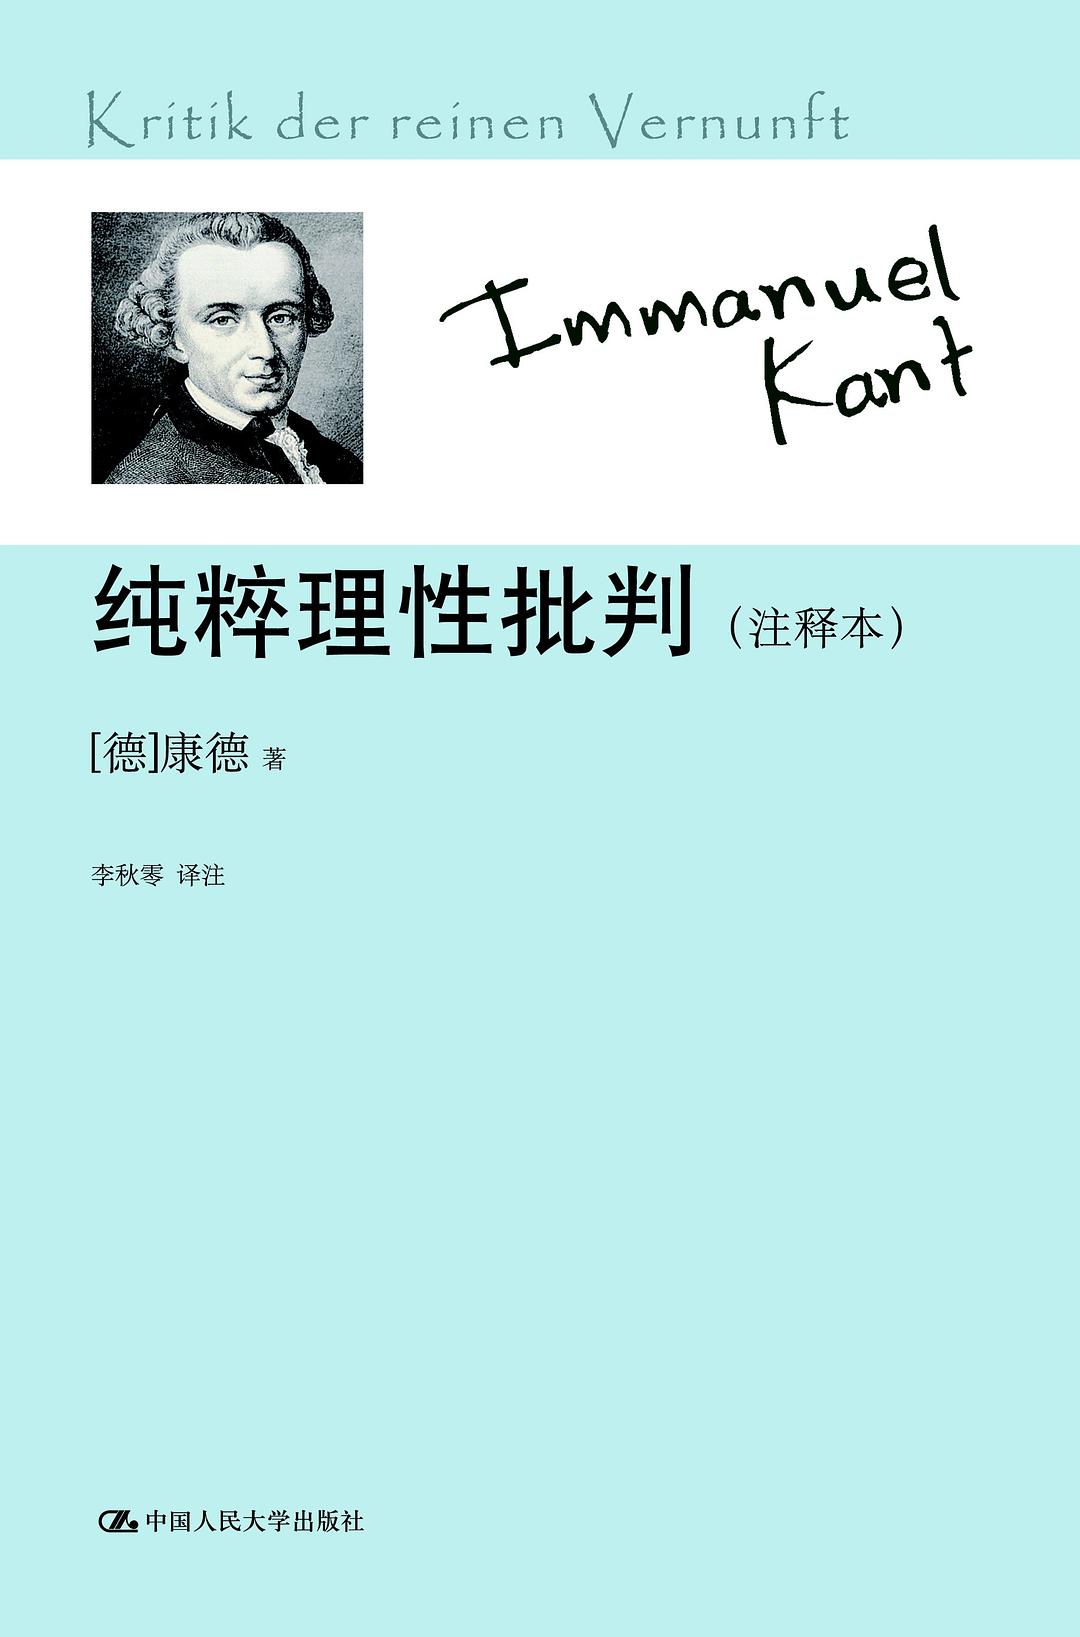 Kritik der reinen Vernunft
Immanuel
Kant
纯粹理性批判（注释本）
[德]康德 著
李秋零 译注
中国人民大学出版社